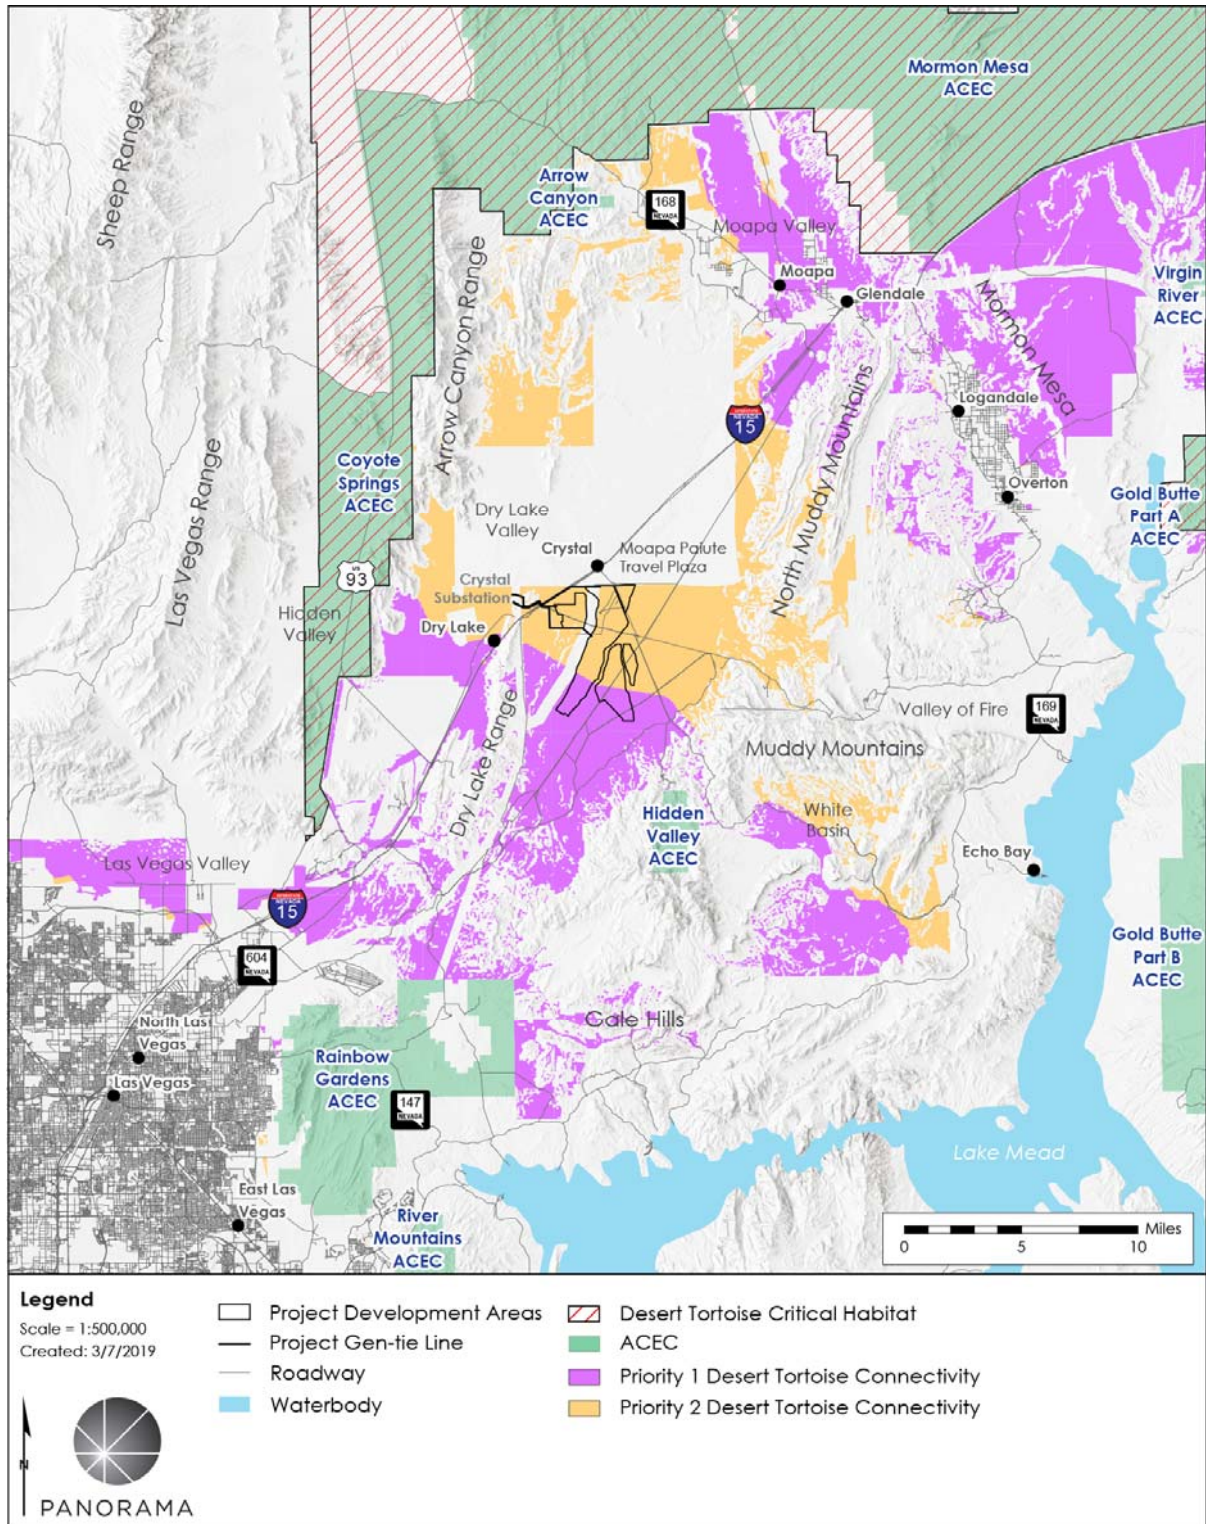 Mormon Mesa
ACEC
Sheep Range
Arrow
Canyon
ACEC
168
NEVADA
Moapa Valley
Moapa
Glendale
Virgin
River
ACEC
Arrow Canyon Range
Mormon Mesa
Logandale
15
NEVADA
North Muddy Mountains
Coyote
Springs
ACEC
Overton
Gold Butte
Part A
ACEC
Las Vegas Range
Dry Lake
Valley
Crystal
Moapa Paiute
Travel Plaza
US
93
Crystal
Substation
Hidden
Valley
Dry Lake
169
NEVADA
Valley of Fire
Muddy Mountains
Dry Lake Range
Hidden
Valley
ACEC
White
Basin
Echo Bay
Las Vegas Valley
15
NEVADA
604
NEVADA
Gold Butte
Part B
ACEC
North Las
Vegas
Gale Hills
Las Vegas
Rainbow
Gardens
ACEC
147
NEVADA
Lake Mead
East Las
Vegas
River
Mountains
ACEC
Miles
0 5 10
Legend
Scale = 1:500,000
Created: 3/7/2019
Project Development Areas
Project Gen-tie Line
Roadway
Waterbody
Desert Tortoise Critical Habitat
ACEC
Priority 1 Desert Tortoise Connectivity
Priority 2 Desert Tortoise Connectivity
N
PANORAMA